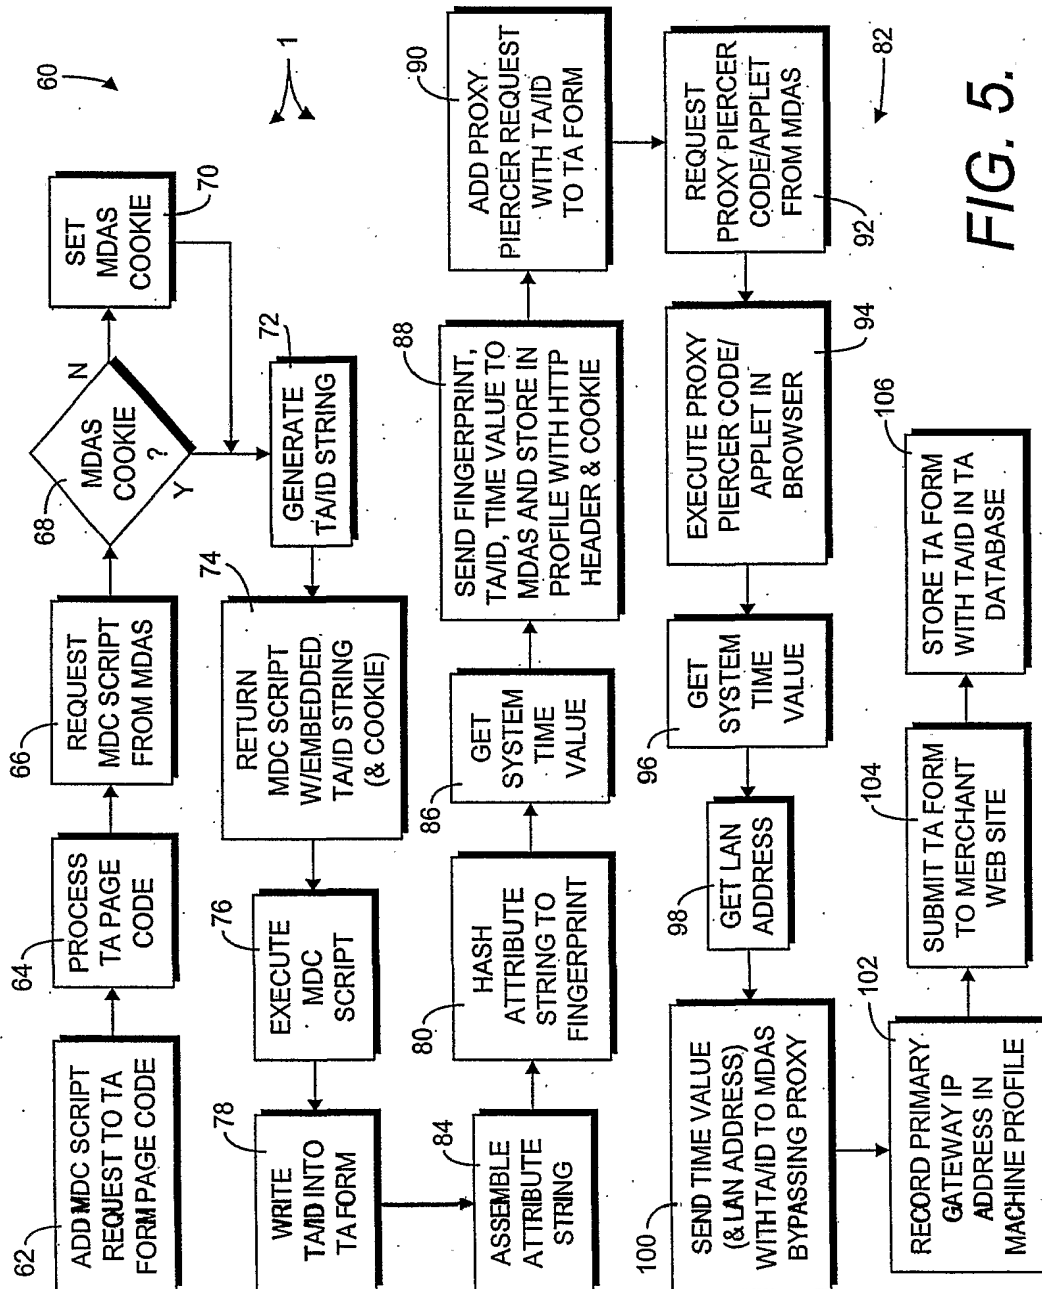 60
1
62
ADD MDC SCRIPT
REQUEST TO TA
FORM PAGE CODE
64
PROCESS
TA PAGE
CODE
66
REQUEST
MDC SCRIPT
FROM MDAS
68
MDAS
COOKIE
?
N
Y
SET
MDAS
COOKIE
70
72
GENERATE
TA/ID STRING
74
RETURN
MDC SCRIPT
W/EMBEDDED
TA/ID STRING
(& COOKIE)
76
EXECUTE
MDC
SCRIPT
78
WRITE
TA/ID INTO
TA FORM
84
ASSEMBLE
ATTRIBUTE
STRING
80
HASH
ATTRIBUTE
STRING TO
FINGERPRINT
86
GET
SYSTEM
TIME
VALUE
88
SEND FINGERPRINT,
TA/ID, TIME VALUE TO
MDAS AND STORE IN
PROFILE WITH HTTP
HEADER & COOKIE
90
ADD PROXY
PIERCER REQUEST
WITH TA/ID
TO TA FORM
REQUEST
PROXY PIERCER
CODE/APPLET
FROM MDAS
92
82
EXECUTE PROXY
PIERCER CODE/
APPLET IN
BROWSER
94
GET
SYSTEM
TIME
VALUE
96
GET LAN
ADDRESS
98
100
SEND TIME VALUE
(& LAN ADDRESS)
WITH TA/ID TO MDAS
BYPASSING PROXY
102
RECORD PRIMARY
GATEWAY IP
ADDRESS IN
MACHINE PROFILE
104
SUBMIT TA FORM
TO MERCHANT
WEB SITE
106
STORE TA FORM
WITH TA/ID IN TA
DATABASE
FIG. 5.